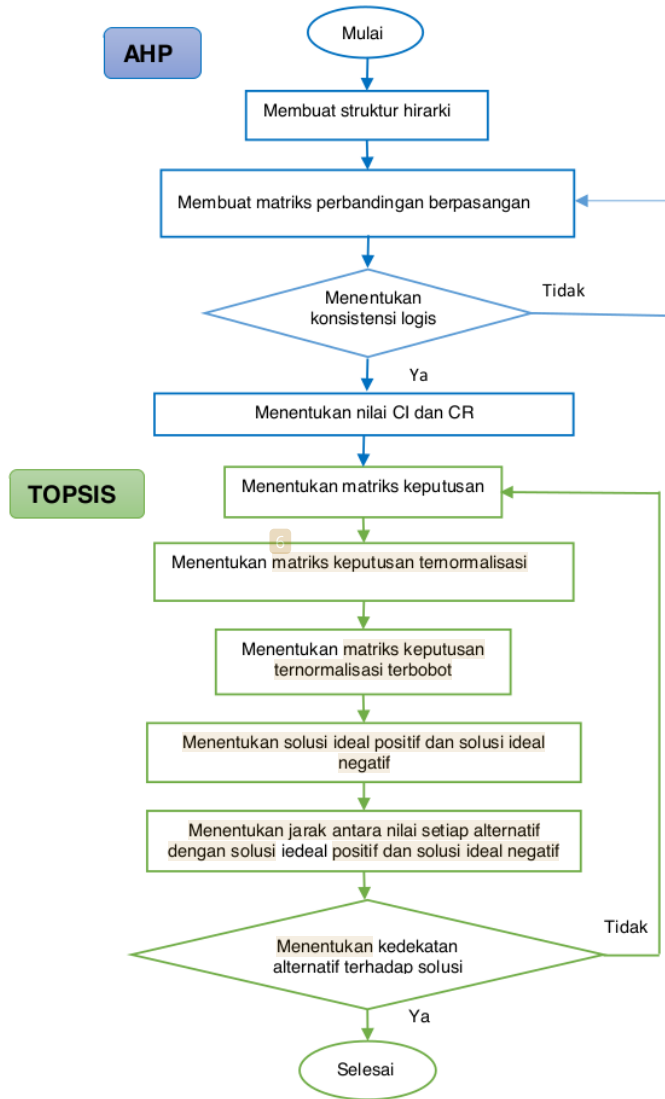 Mulai
AHP
Membuat struktur hirarki
Membuat matriks perbandingan berpasangan
Menentukan
konsistensi logis
Tidak
Ya
Menentukan nilai CI dan CR
TOPSIS
Menentukan matriks keputusan
6
Menentukan matriks keputusan ternormalisasi
Menentukan matriks keputusan
ternormalisasi terbobot
Menentukan solusi ideal positif dan solusi ideal
negatif
Menentukan jarak antara nilai setiap alternatif
dengan solusi iedeal positif dan solusi ideal negatif
Tidak
Menentukan kedekatan
alternatif terhadap solusi
Ya
Selesai